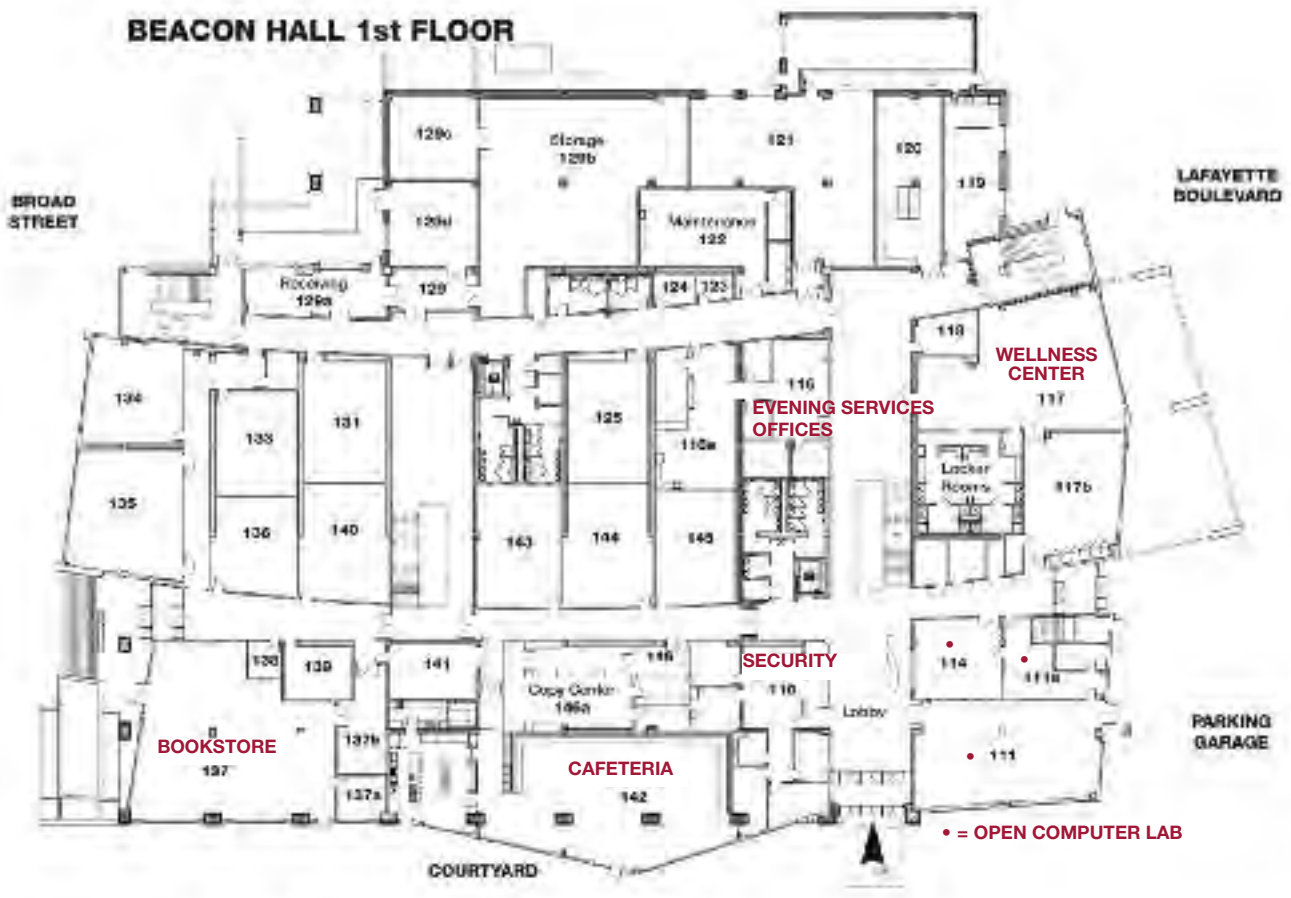 BEACON HALL 1st FLOOR
BROAD
STREET
LAFAYETTE
BOULEVARD
129c
Storage
129b
121
120
119
Maintenance
122
Receiving
129a
129
124
123
118
WELLNESS
CENTER
117
134
133
131
125
116
EVENING SERVICES
OFFICES
116a
Locker
Rooms
117b
135
136
140
143
144
145
138
139
141
146
Copy Center
146a
SECURITY
110
Lobby
114
111a
BOOKSTORE
137b
137a
CAFETERIA
142
111
PARKING
GARAGE
• = OPEN COMPUTER LAB
COURTYARD